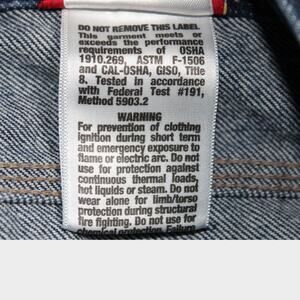 DO NOT REMOVE THIS LABEL.
This garment meets or
exceeds the performance
requirements of OSHA
1910.269, ASTM F-1506
and CAL-OSHA, GISO, Title
8. Tested in accordance
with Federal Test #191,
Method 5903.2
WARNING
For prevention of clothing
ignition during short term
and emergency exposure to
flame or electric arc. Do not
use for protection against
continuous thermal loads,
hot liquids or steam. Do not
wear alone for limb/torso
protection during structural
fire fighting. Do not use for
chemical protection. Failure